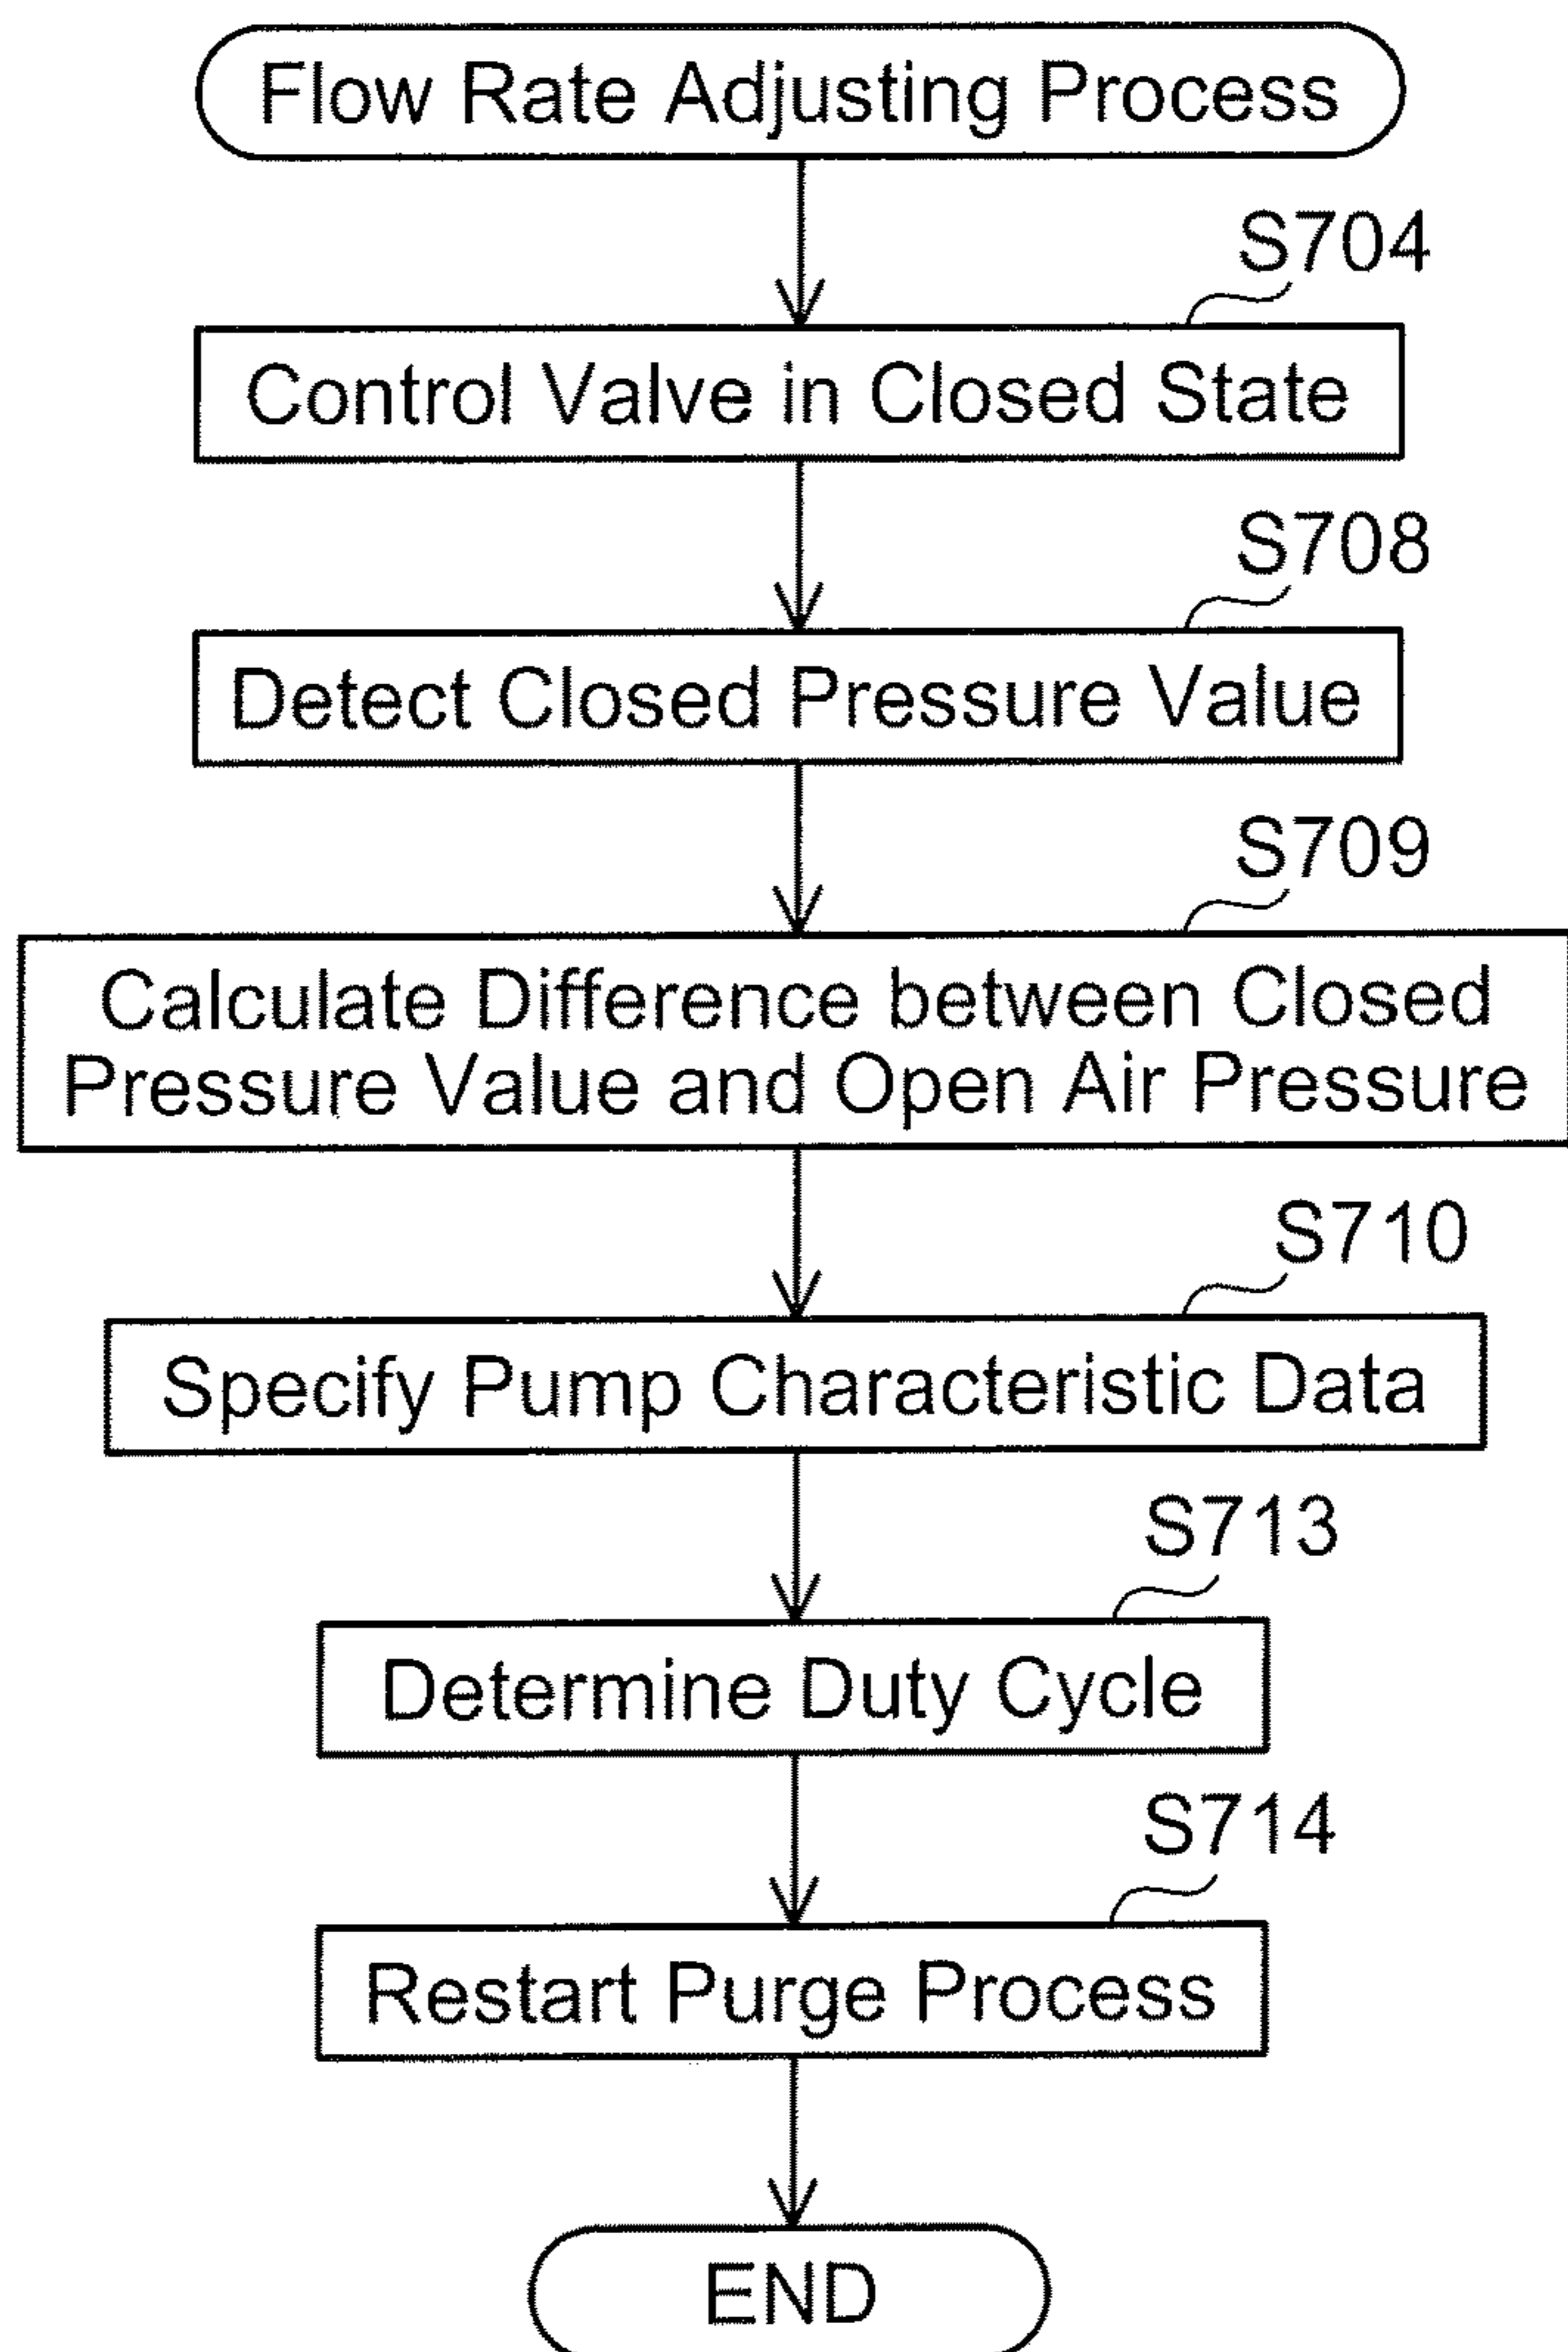 Flow Rate Adjusting Process
S704
Control Valve in Closed State
S708
Detect Closed Pressure Value
S709
Calculate Difference between Closed
Pressure Value and Open Air Pressure
S710
Specify Pump Characteristic Data
S713
Determine Duty Cycle
S714
Restart Purge Process
END